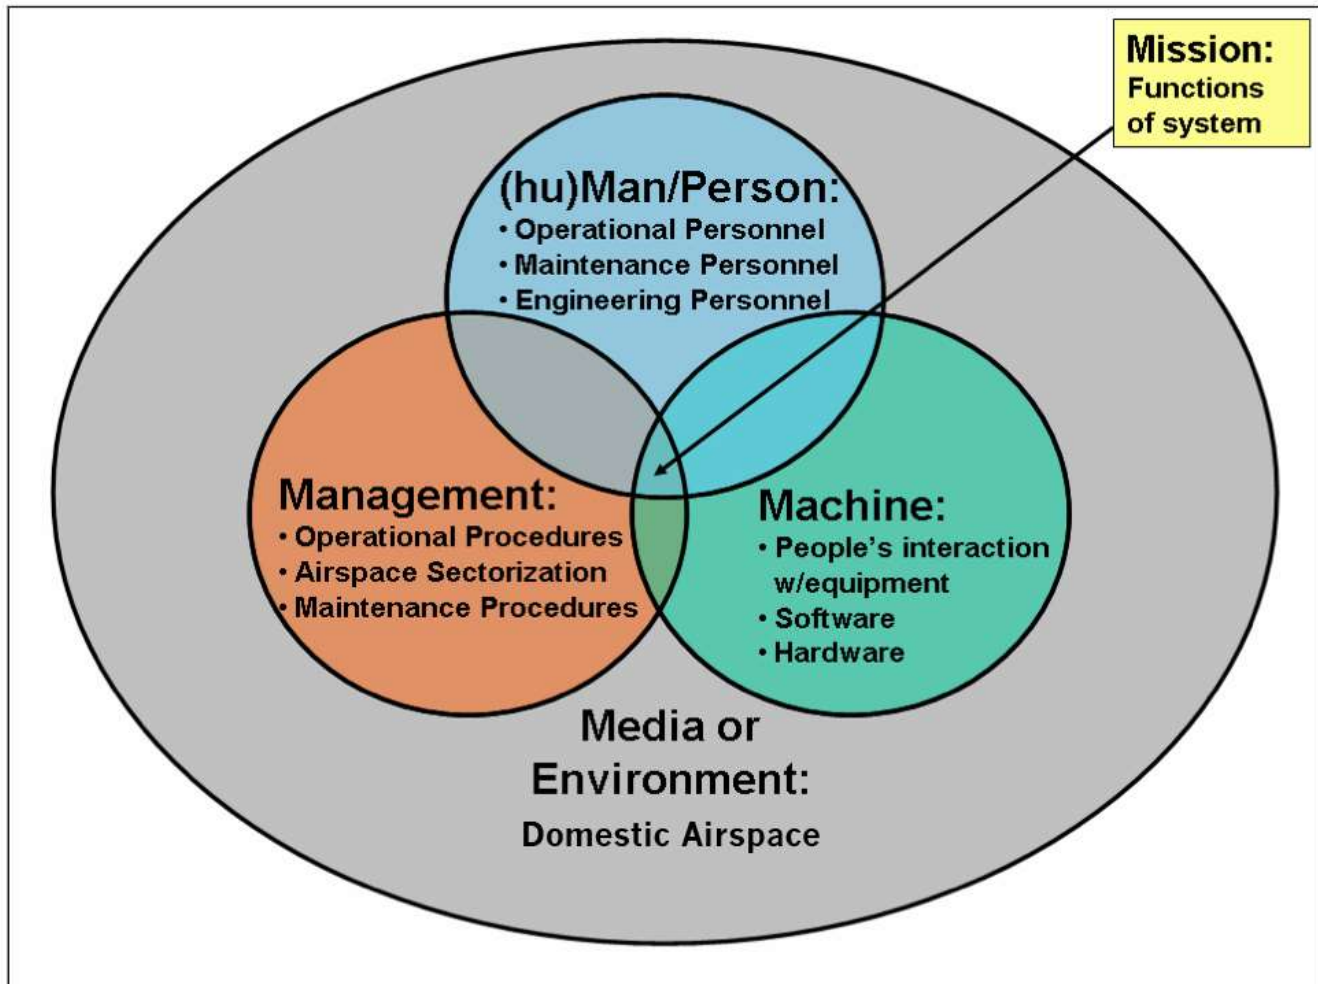 Mission:
Functions
of system
(hu)Man/Person:
• Operational Personnel
• Maintenance Personnel
• Engineering Personnel
Management:
• Operational Procedures
• Airspace Sectorization
• Maintenance Procedures
Machine:
• People’s interaction
w/equipment
• Software
• Hardware
Media or
Environment:
Domestic Airspace